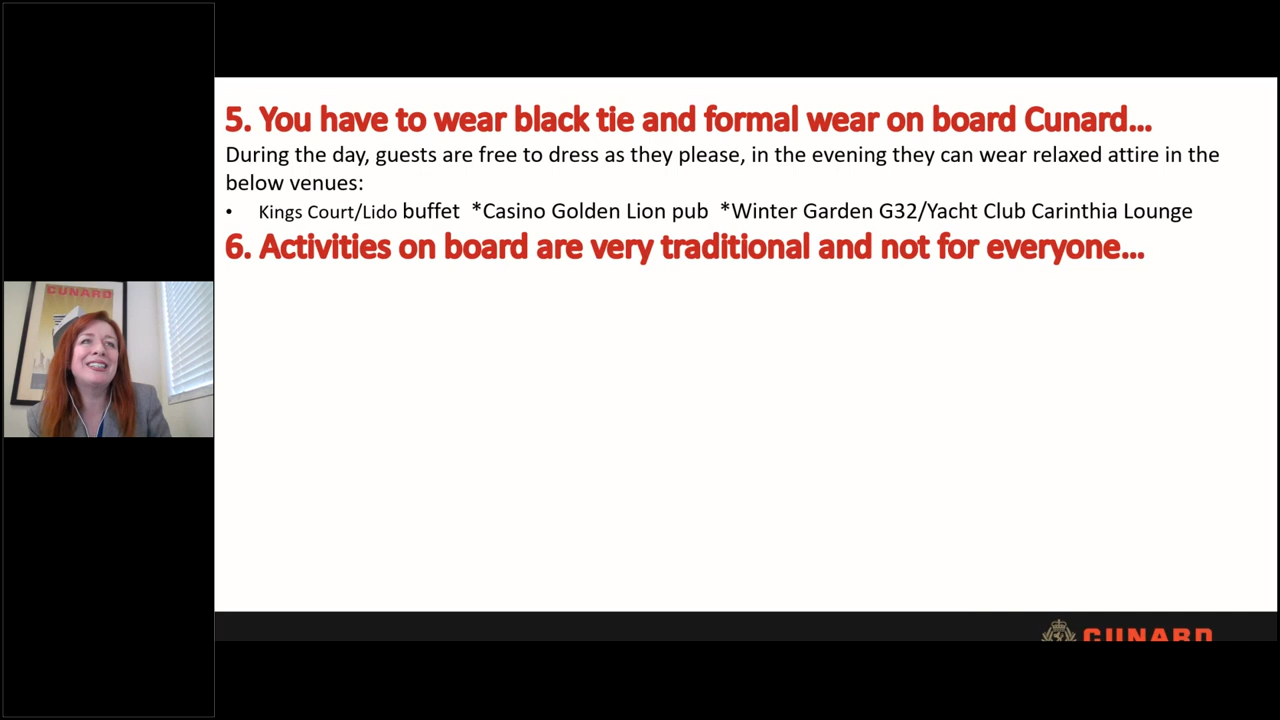 5. You have to wear black tie and formal wear on board Cunard...
During the day, guests are free to dress as they please, in the evening they can wear relaxed attire in the
below venues:
• Kings Court/Lido buffet *Casino Golden Lion pub *Winter Garden G32/Yacht Club Carinthia Lounge
6. Activities on board are very traditional and not for everyone...
CUNARD
CUNARD